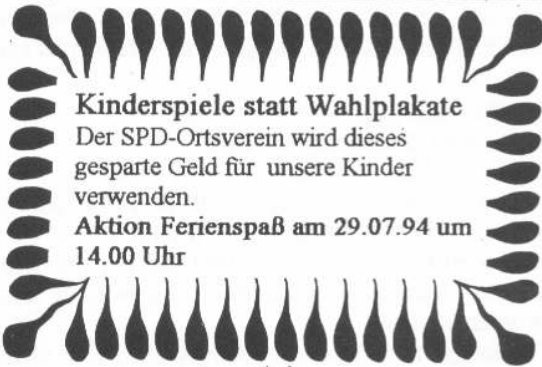 Kinderspiele statt Wahlplakate
Der SPD-Ortsverein wird dieses
gesparte Geld für unsere Kinder
verwenden.
Aktion Ferienspaß am 29.07.94 um
14.00 Uhr